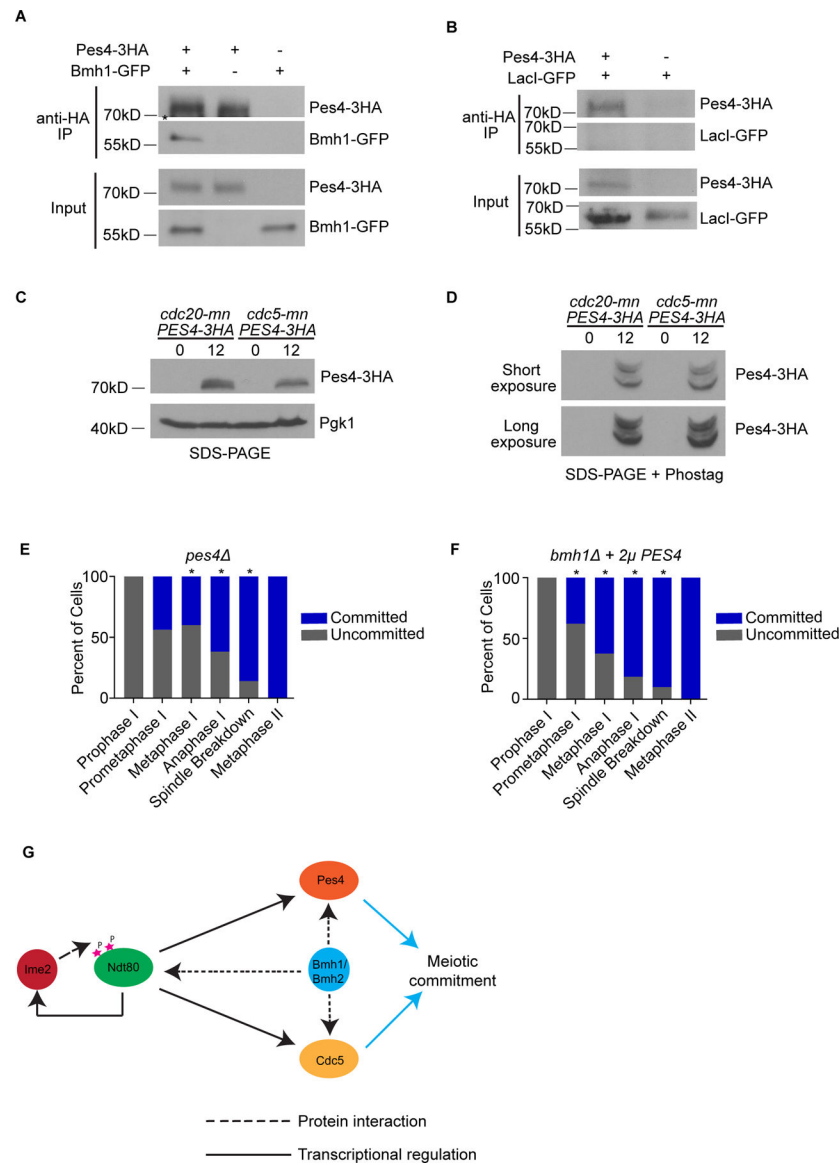 A
Pes4-3HA + + -
Bmh1-GFP + - +
anti-HA IP
70kD
*
Pes4-3HA
55kD
Bmh1-GFP
Input
70kD
Pes4-3HA
55kD
Bmh1-GFP
B
Pes4-3HA + -
LacI-GFP + +
anti-HA IP
70kD
Pes4-3HA
70kD
55kD
LacI-GFP
Input
70kD
Pes4-3HA
70kD
55kD
LacI-GFP
C
cdc20-mn cdc5-mn
PES4-3HA PES4-3HA
0 12 0 12
70kD
Pes4-3HA
40kD
Pgk1
SDS-PAGE
D
cdc20-mn cdc5-mn
PES4-3HA PES4-3HA
0 12 0 12
Short exposure
Pes4-3HA
Long exposure
Pes4-3HA
SDS-PAGE + Phostag
E
pes4Δ
* * *
Percent of Cells
100
50
0
Committed
Uncommitted
Prophase I
Prometaphase I
Metaphase I
Anaphase I
Spindle Breakdown
Metaphase II
F
bmh1Δ + 2μ PES4
* * * *
Percent of Cells
100
50
0
Committed
Uncommitted
Prophase I
Prometaphase I
Metaphase I
Anaphase I
Spindle Breakdown
Metaphase II
G
Pes4
P P
Ime2
Ndt80
Bmh1/
Bmh2
Meiotic
commitment
Cdc5
Protein interaction
Transcriptional regulation